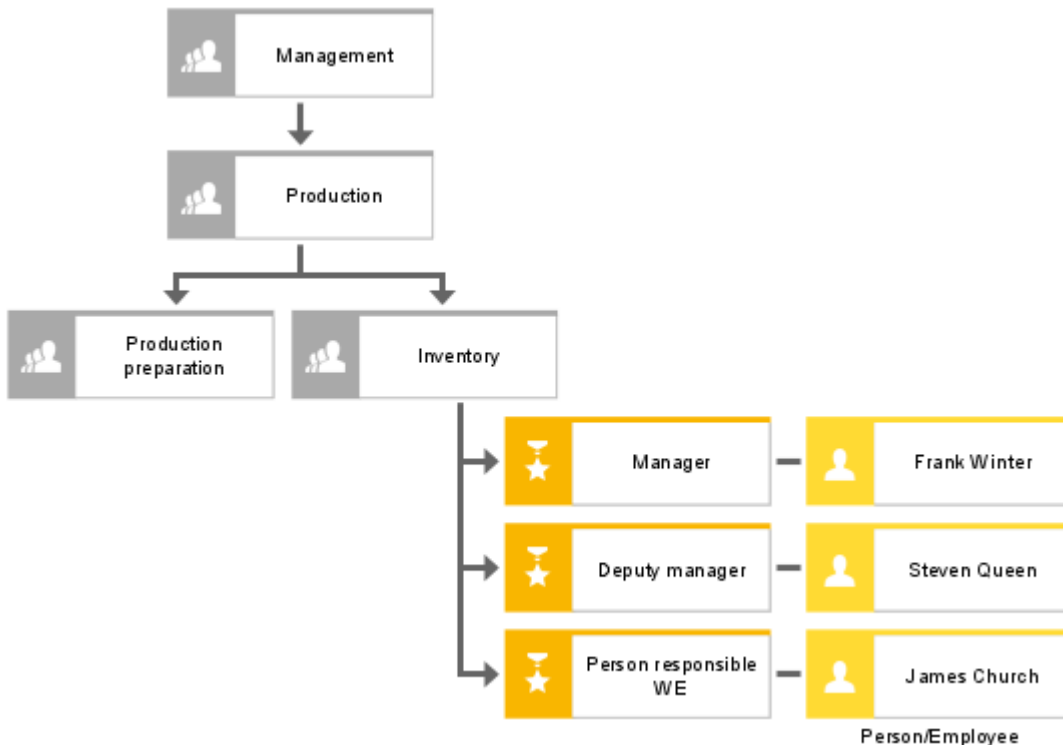 Management
Production
Production
preparation
Inventory
Manager
Frank Winter
Deputy manager
Steven Queen
Person responsible
WE
James Church
Person/Employee